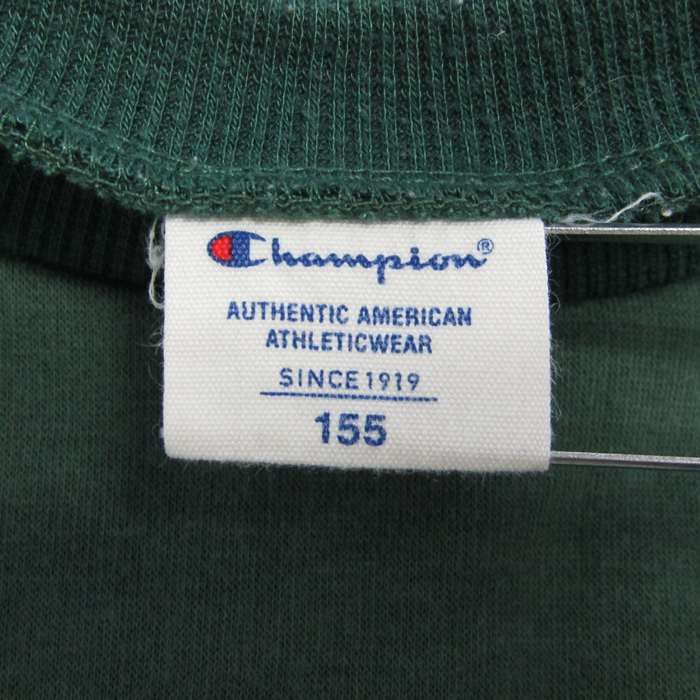 Champion®
AUTHENTIC AMERICAN
ATHLETICWEAR
SINCE 1919
155